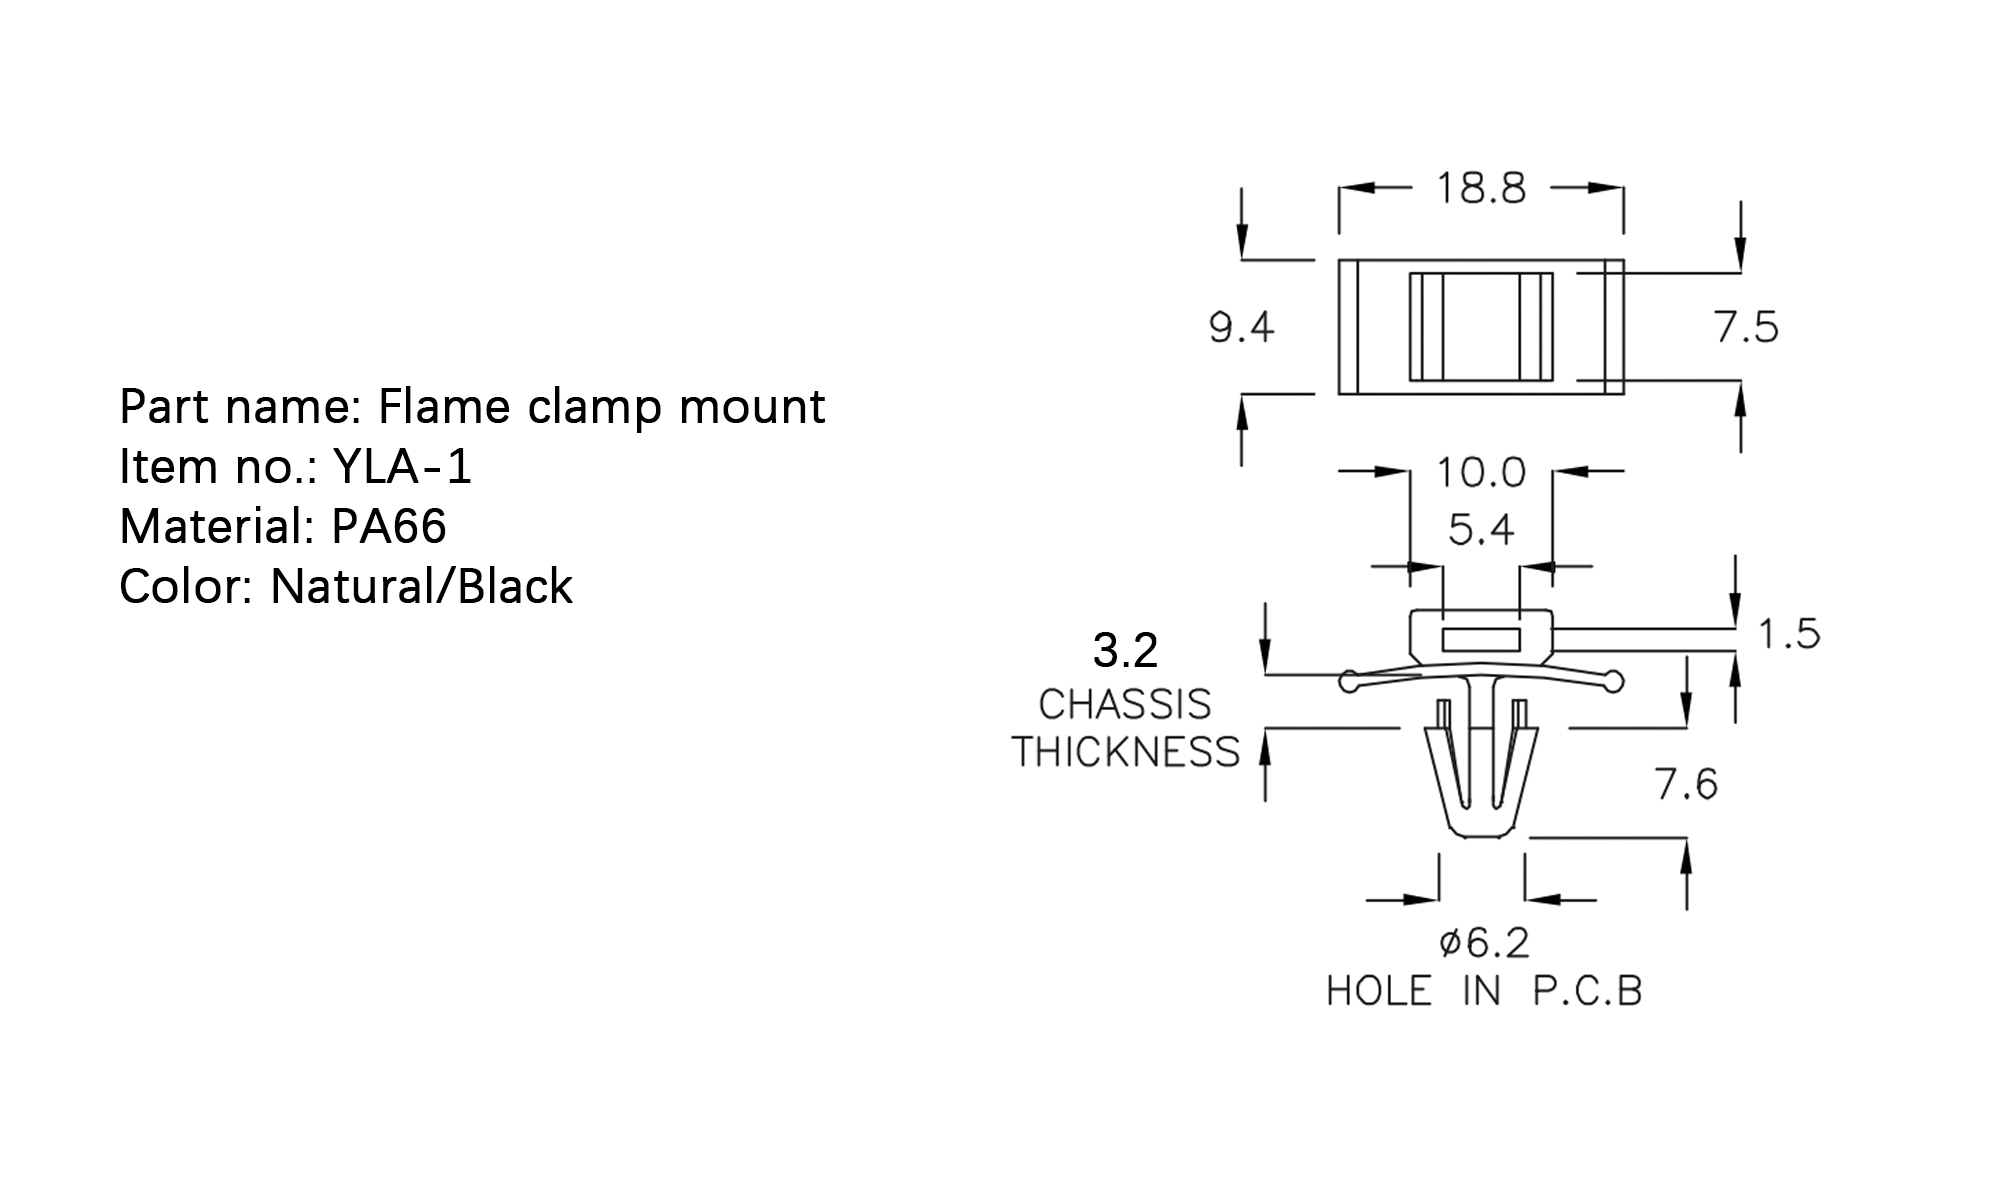 Part name: Flame clamp mount
Item no.: YLA-1
Material: PA66
Color: Natural/Black
18.8
9.4
7.5
10.0
5.4
1.5
3.2
CHASSIS
THICKNESS
7.6
ø6.2
HOLE IN P.C.B